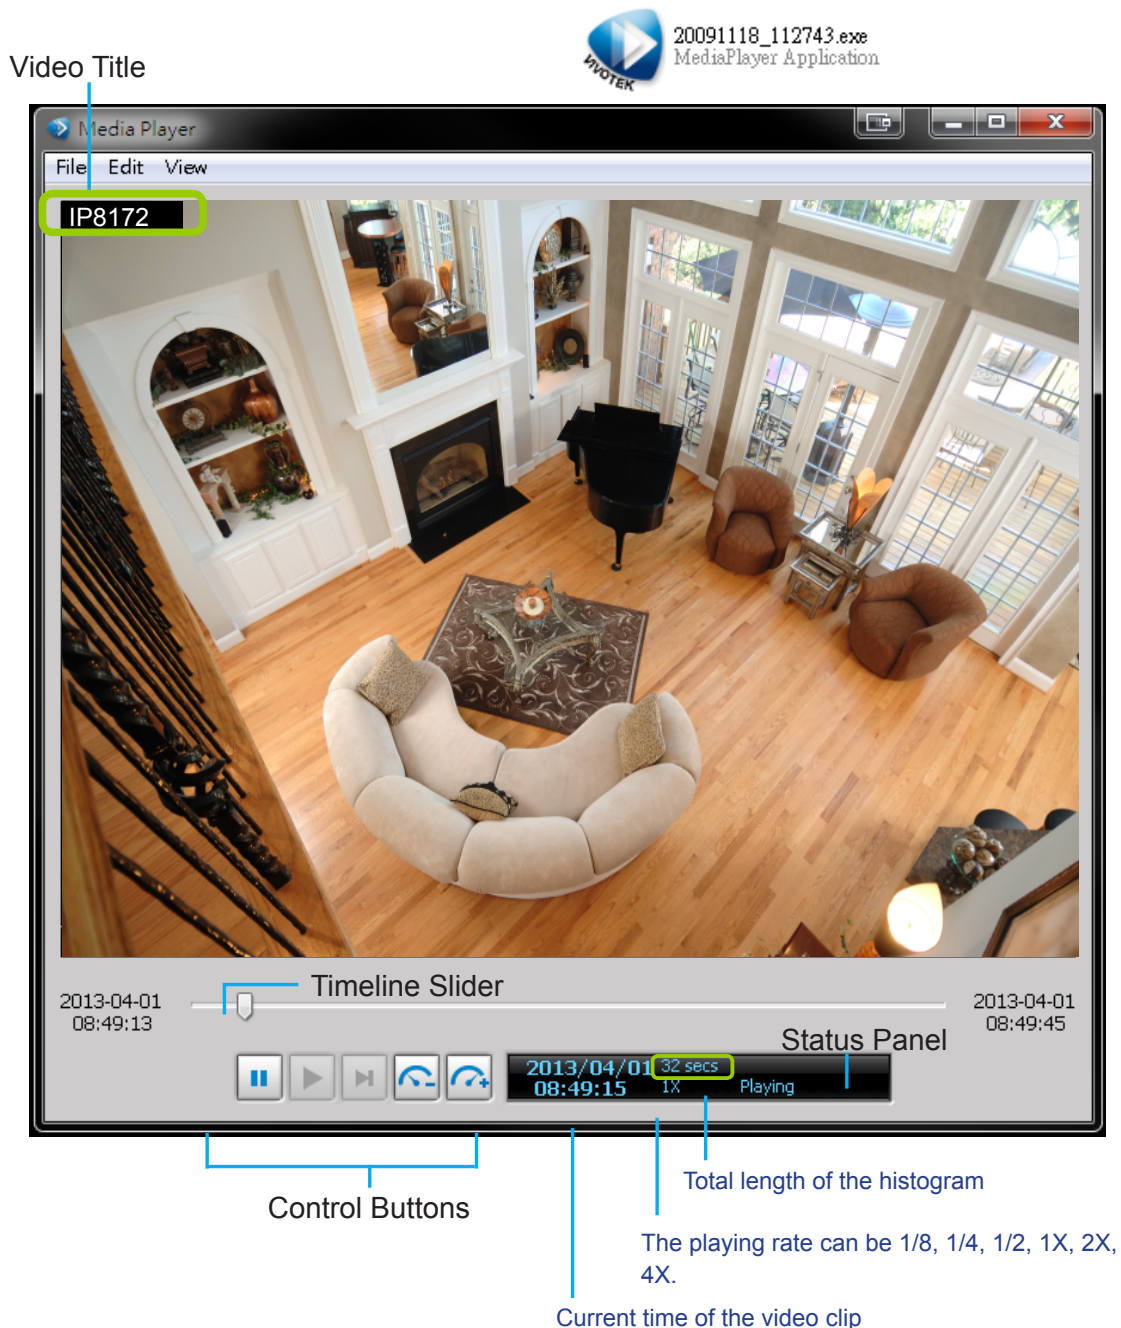 20091118_112743.exe
MediaPlayer Application
VIVOTEK
Video Title
Media Player
File Edit View
IP8172
Timeline Slider
2013-04-01
08:49:13
2013-04-01
08:49:45
Status Panel
2013/04/01 32 secs
08:49:15 1X Playing
Control Buttons
Total length of the histogram
The playing rate can be 1/8, 1/4, 1/2, 1X, 2X,
4X.
Current time of the video clip